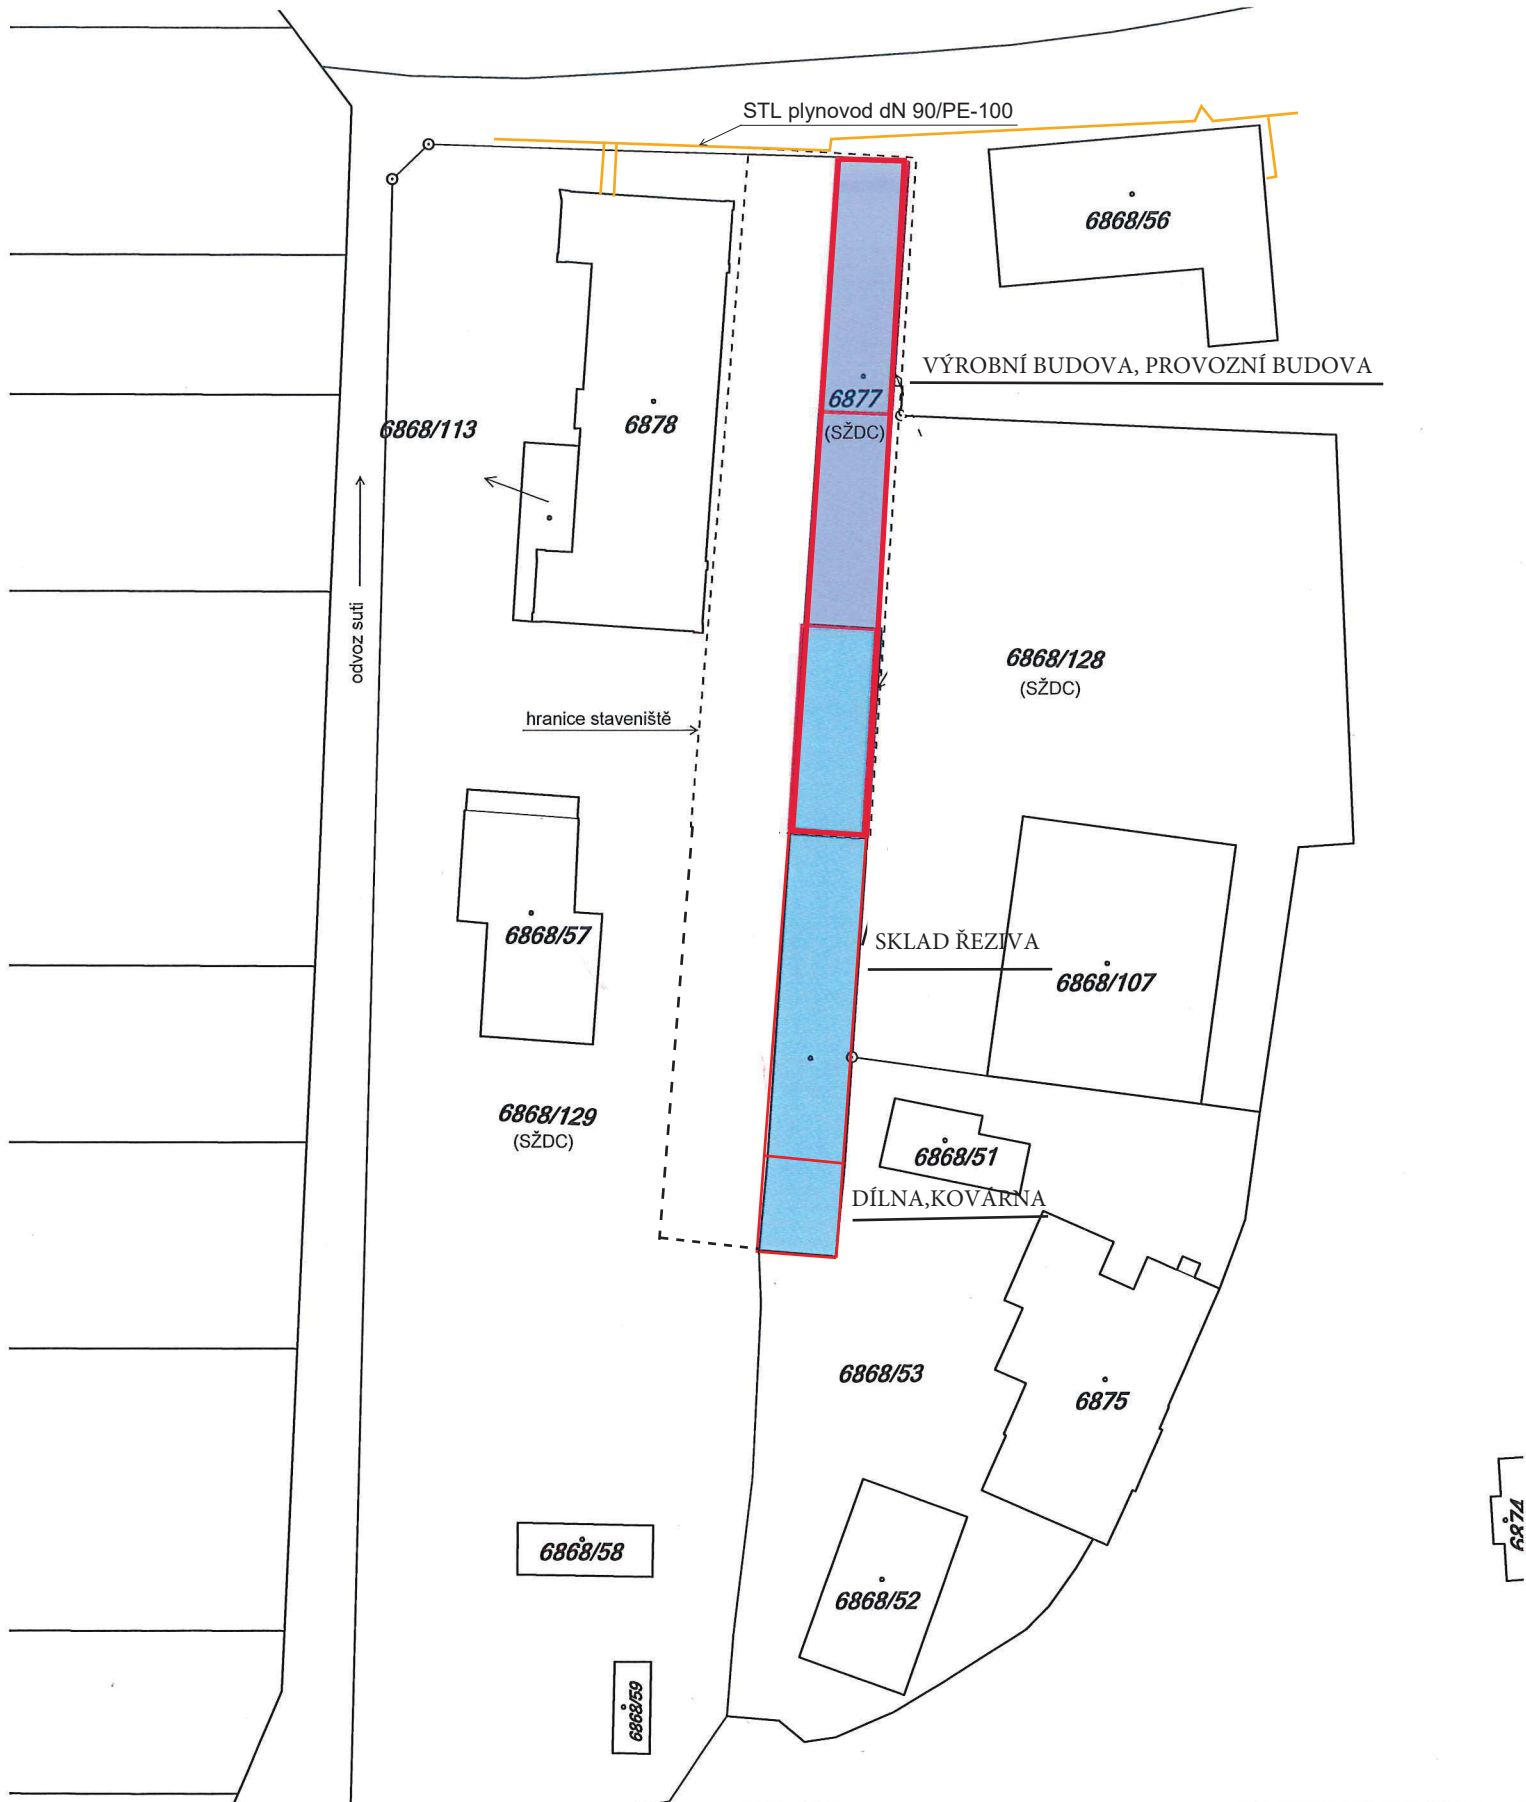 STL plynovod dN 90/PE-100
6868/56
VÝROBNÍ BUDOVA, PROVOZNÍ BUDOVA
6877
(SŽDC)
6868/113
6878
odvoz suti
6868/128
(SŽDC)
hranice staveniště
6868/57
SKLAD ŘEZIVA
6868/107
6868/129
(SŽDC)
6868/51
DÍLNA,KOVÁRNA
6868/53
6875
6874
6868/58
6868/52
6868/59